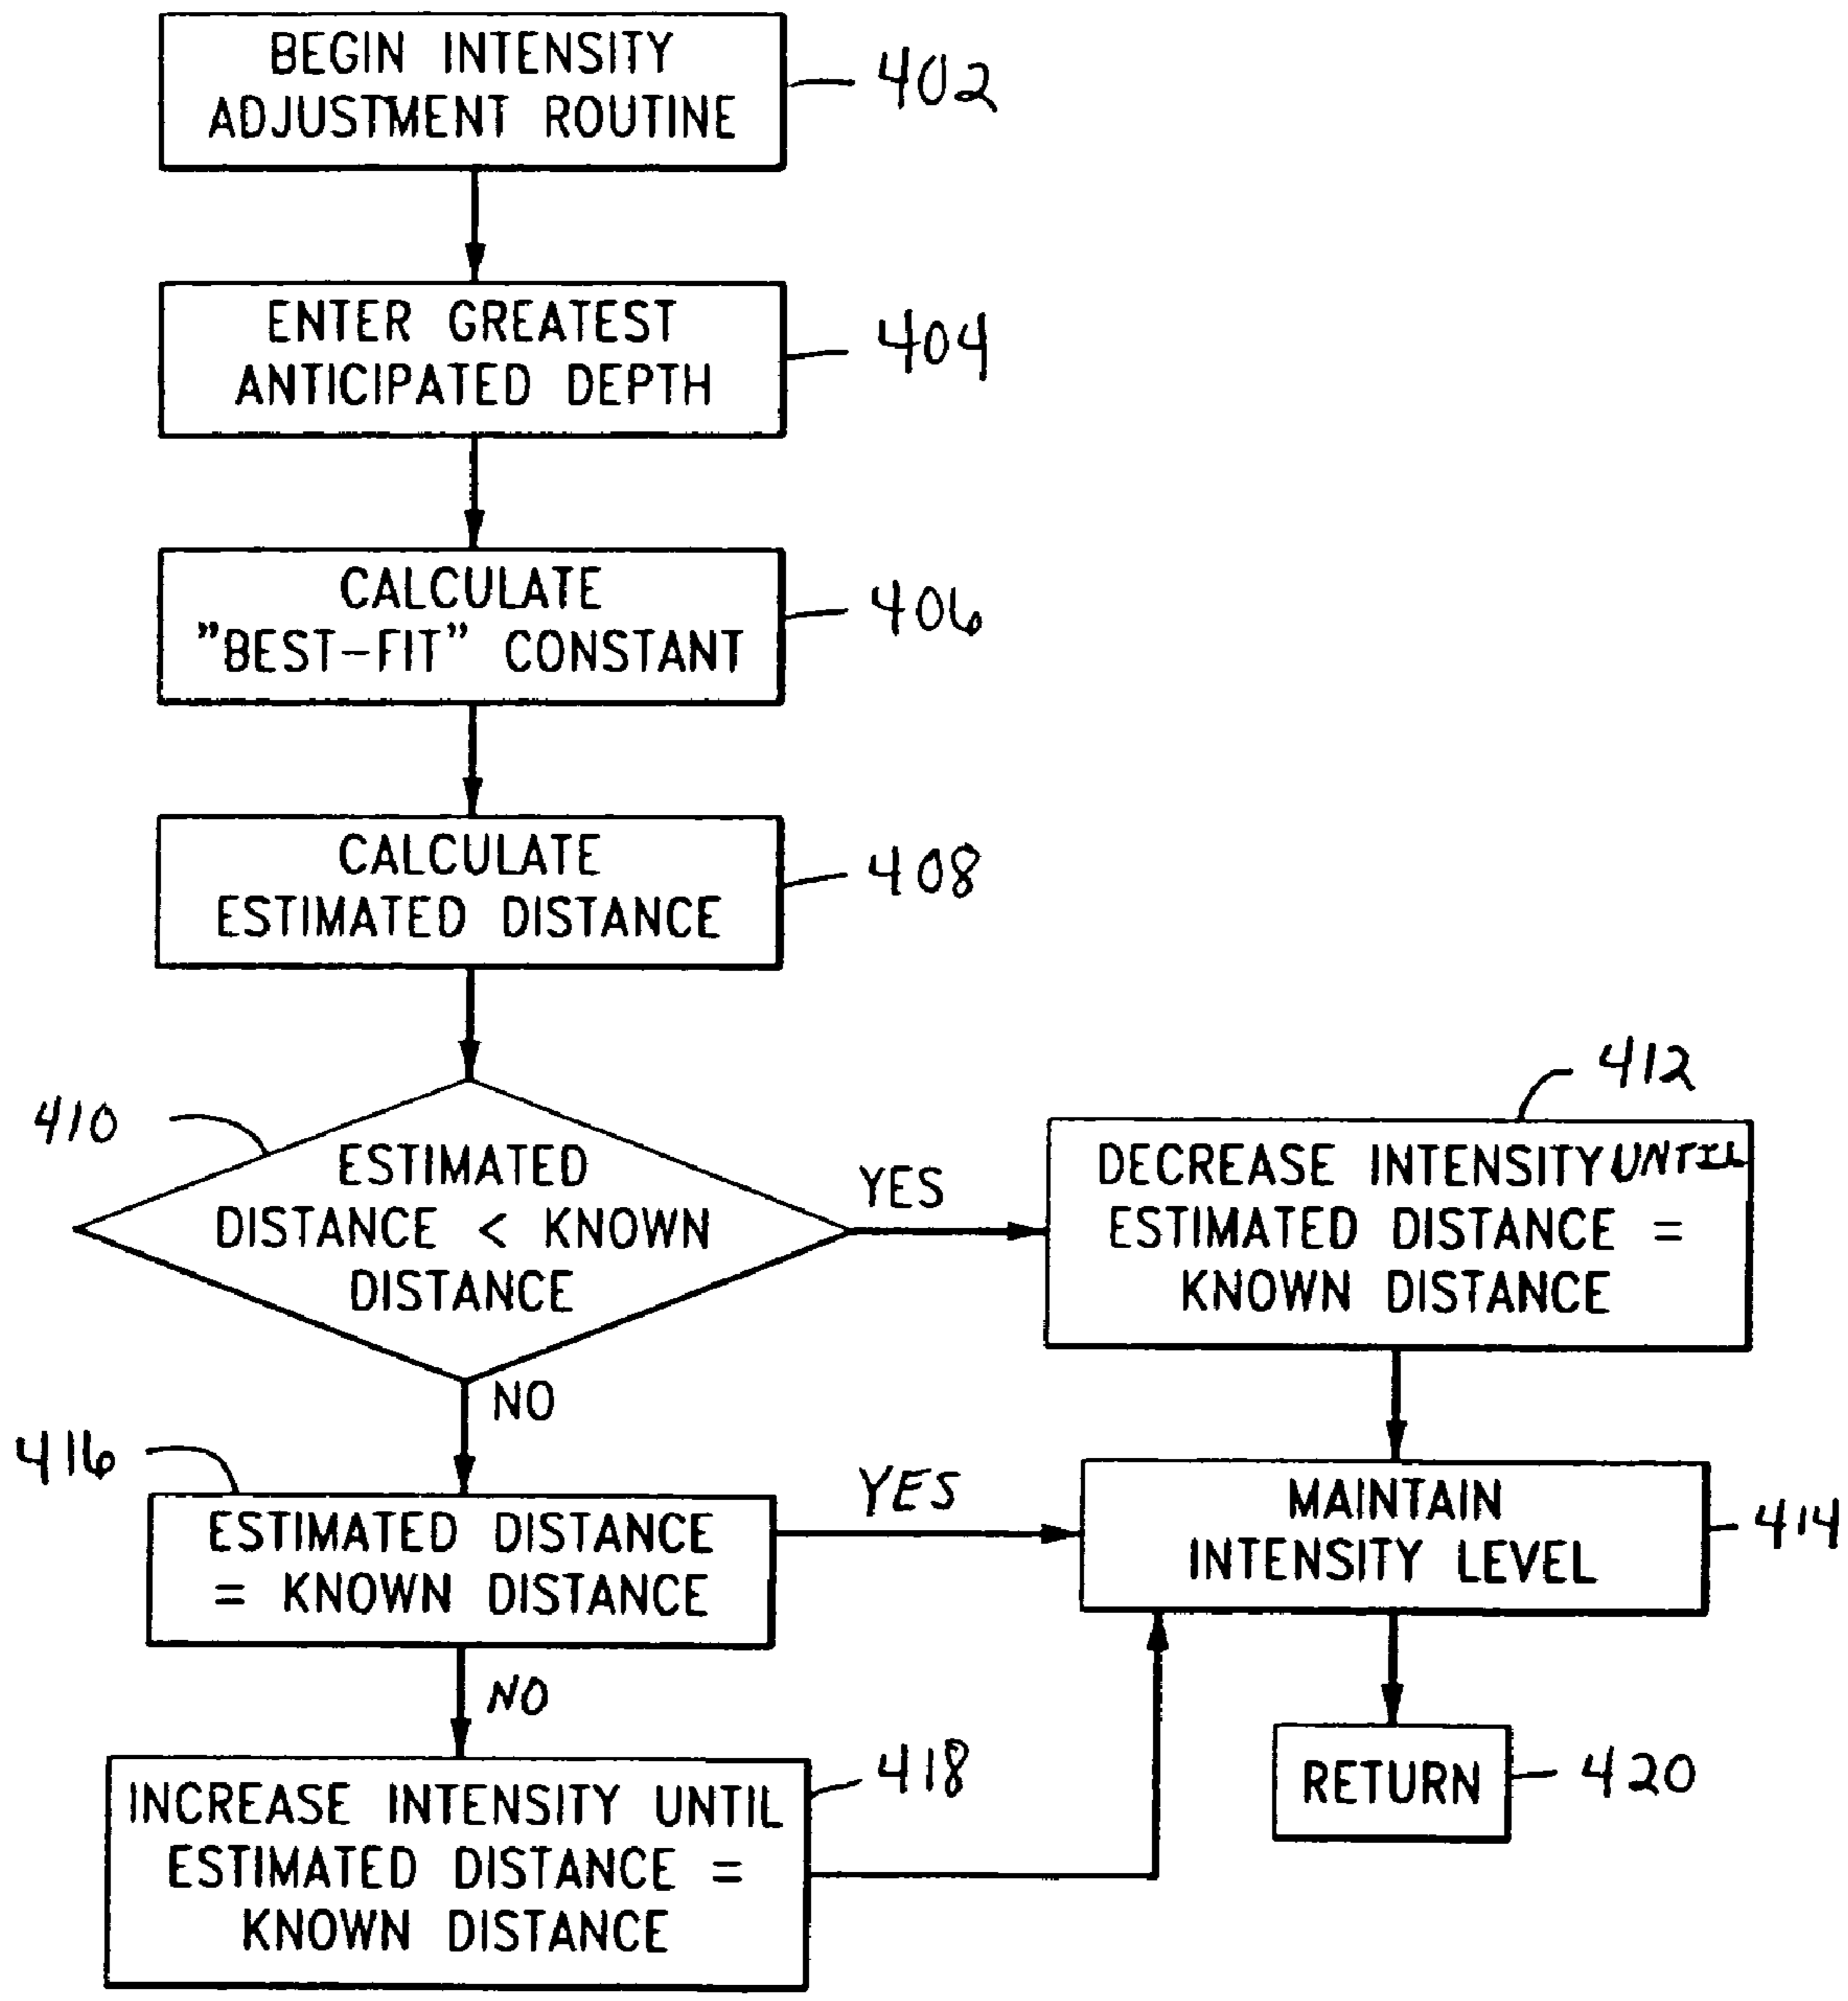 BEGIN INTENSITY
ADJUSTMENT ROUTINE
402
ENTER GREATEST
ANTICIPATED DEPTH
404
CALCULATE
"BEST-FIT" CONSTANT
406
CALCULATE
ESTIMATED DISTANCE
408
410
ESTIMATED
DISTANCE < KNOWN
DISTANCE
YES
412
DECREASE INTENSITY UNTIL
ESTIMATED DISTANCE =
KNOWN DISTANCE
NO
416
ESTIMATED DISTANCE
= KNOWN DISTANCE
YES
MAINTAIN
INTENSITY LEVEL
414
NO
INCREASE INTENSITY UNTIL
ESTIMATED DISTANCE =
KNOWN DISTANCE
418
RETURN
420